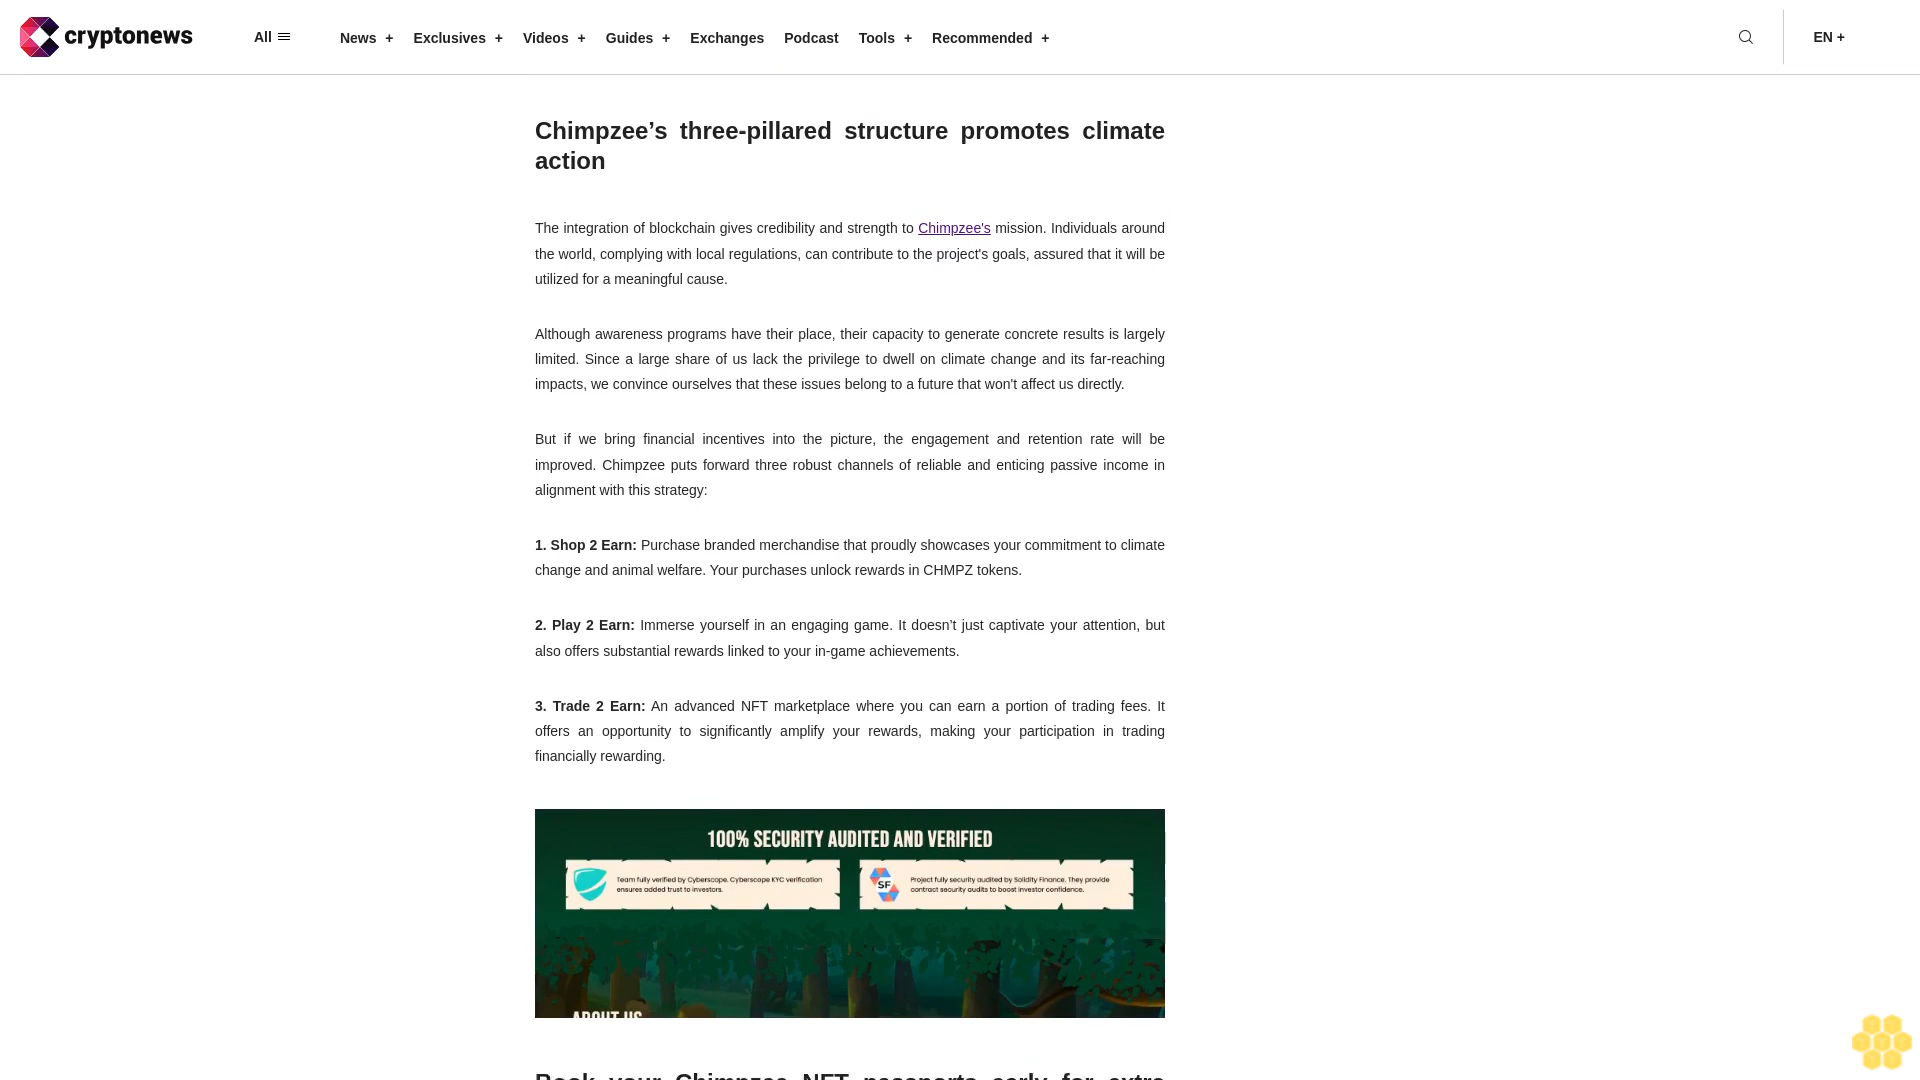 cryptonews
All
News +
Exclusives +
Videos +
Guides +
Exchanges
Podcast
Tools +
Recommended +
EN +
Chimpzee’s three-pillared structure promotes climate
action
The integration of blockchain gives credibility and strength to Chimpzee's mission. Individuals around
the world, complying with local regulations, can contribute to the project's goals, assured that it will be
utilized for a meaningful cause.
Although awareness programs have their place, their capacity to generate concrete results is largely
limited. Since a large share of us lack the privilege to dwell on climate change and its far-reaching
impacts, we convince ourselves that these issues belong to a future that won't affect us directly.
But if we bring financial incentives into the picture, the engagement and retention rate will be
improved. Chimpzee puts forward three robust channels of reliable and enticing passive income in
alignment with this strategy:
1. Shop 2 Earn: Purchase branded merchandise that proudly showcases your commitment to climate
change and animal welfare. Your purchases unlock rewards in CHMPZ tokens.
2. Play 2 Earn: Immerse yourself in an engaging game. It doesn’t just captivate your attention, but
also offers substantial rewards linked to your in-game achievements.
3. Trade 2 Earn: An advanced NFT marketplace where you can earn a portion of trading fees. It
offers an opportunity to significantly amplify your rewards, making your participation in trading
financially rewarding.
100% SECURITY AUDITED AND VERIFIED
Team fully verified by Cyberscope. Cyberscope KYC verification
ensures added trust to investors.
SF
Project fully security audited by Solidity Finance. They provide
contract security audits to boost investor confidence.
ABOUT US
Book your Chimpzee NFT passports early for extra